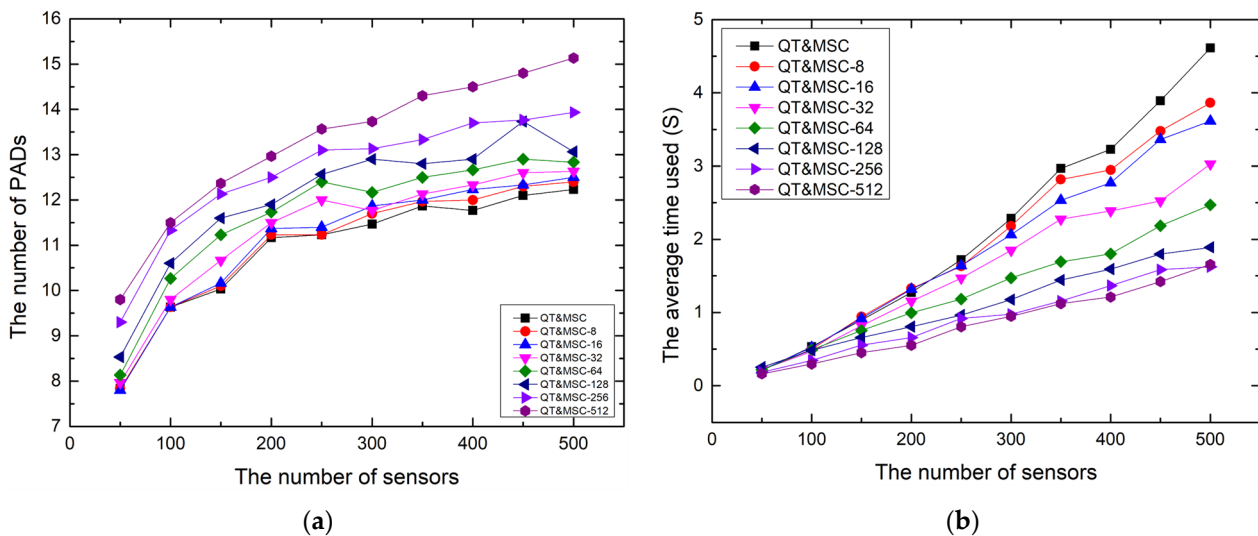 16
15
14
13
12
11
10
9
8
7
The number of PADs
QT&MSC
QT&MSC-8
QT&MSC-16
QT&MSC-32
QT&MSC-64
QT&MSC-128
QT&MSC-256
QT&MSC-512
0 100 200 300 400 500
The number of sensors
(a)
5
4
3
2
1
0
The average time used (S)
QT&MSC
QT&MSC-8
QT&MSC-16
QT&MSC-32
QT&MSC-64
QT&MSC-128
QT&MSC-256
QT&MSC-512
0 100 200 300 400 500
The number of sensors
(b)